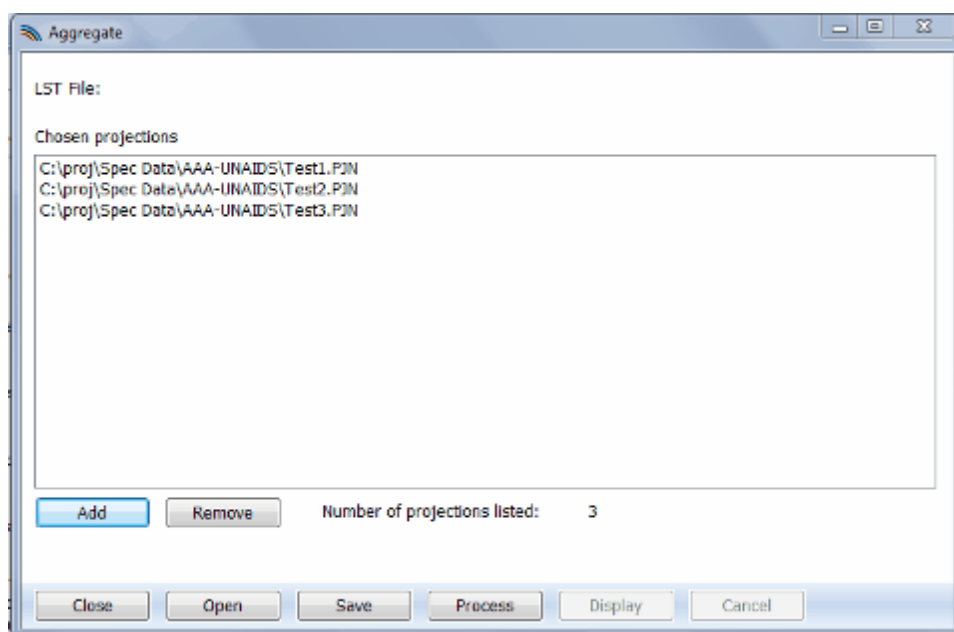 Aggregate
LST File:
Chosen projections
C:\proj\Spec Data\AAA-UNAIDS\Test1.PJN
C:\proj\Spec Data\AAA-UNAIDS\Test2.PJN
C:\proj\Spec Data\AAA-UNAIDS\Test3.PJN
Add Remove Number of projections listed: 3
Close Open Save Process Display Cancel